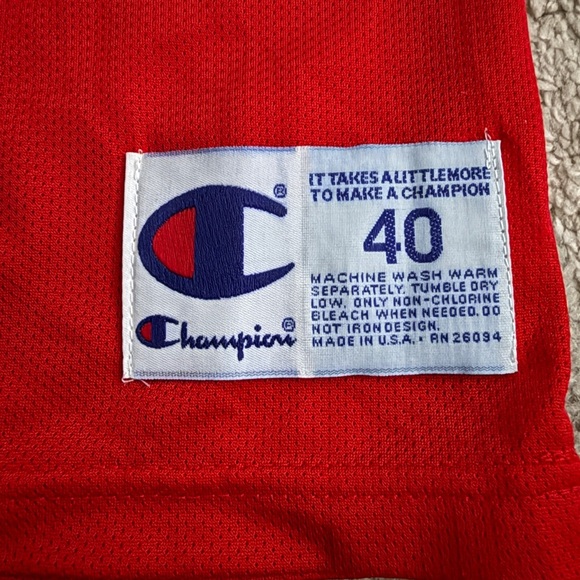 ®
Champion®
IT TAKES A LITTLE MORE
TO MAKE A CHAMPION
40
MACHINE WASH WARM
SEPARATELY. TUMBLE DRY
LOW. ONLY NON-CHLORINE
BLEACH WHEN NEEDED. DO
NOT IRON DESIGN.
MADE IN U.S.A. • RN 26094